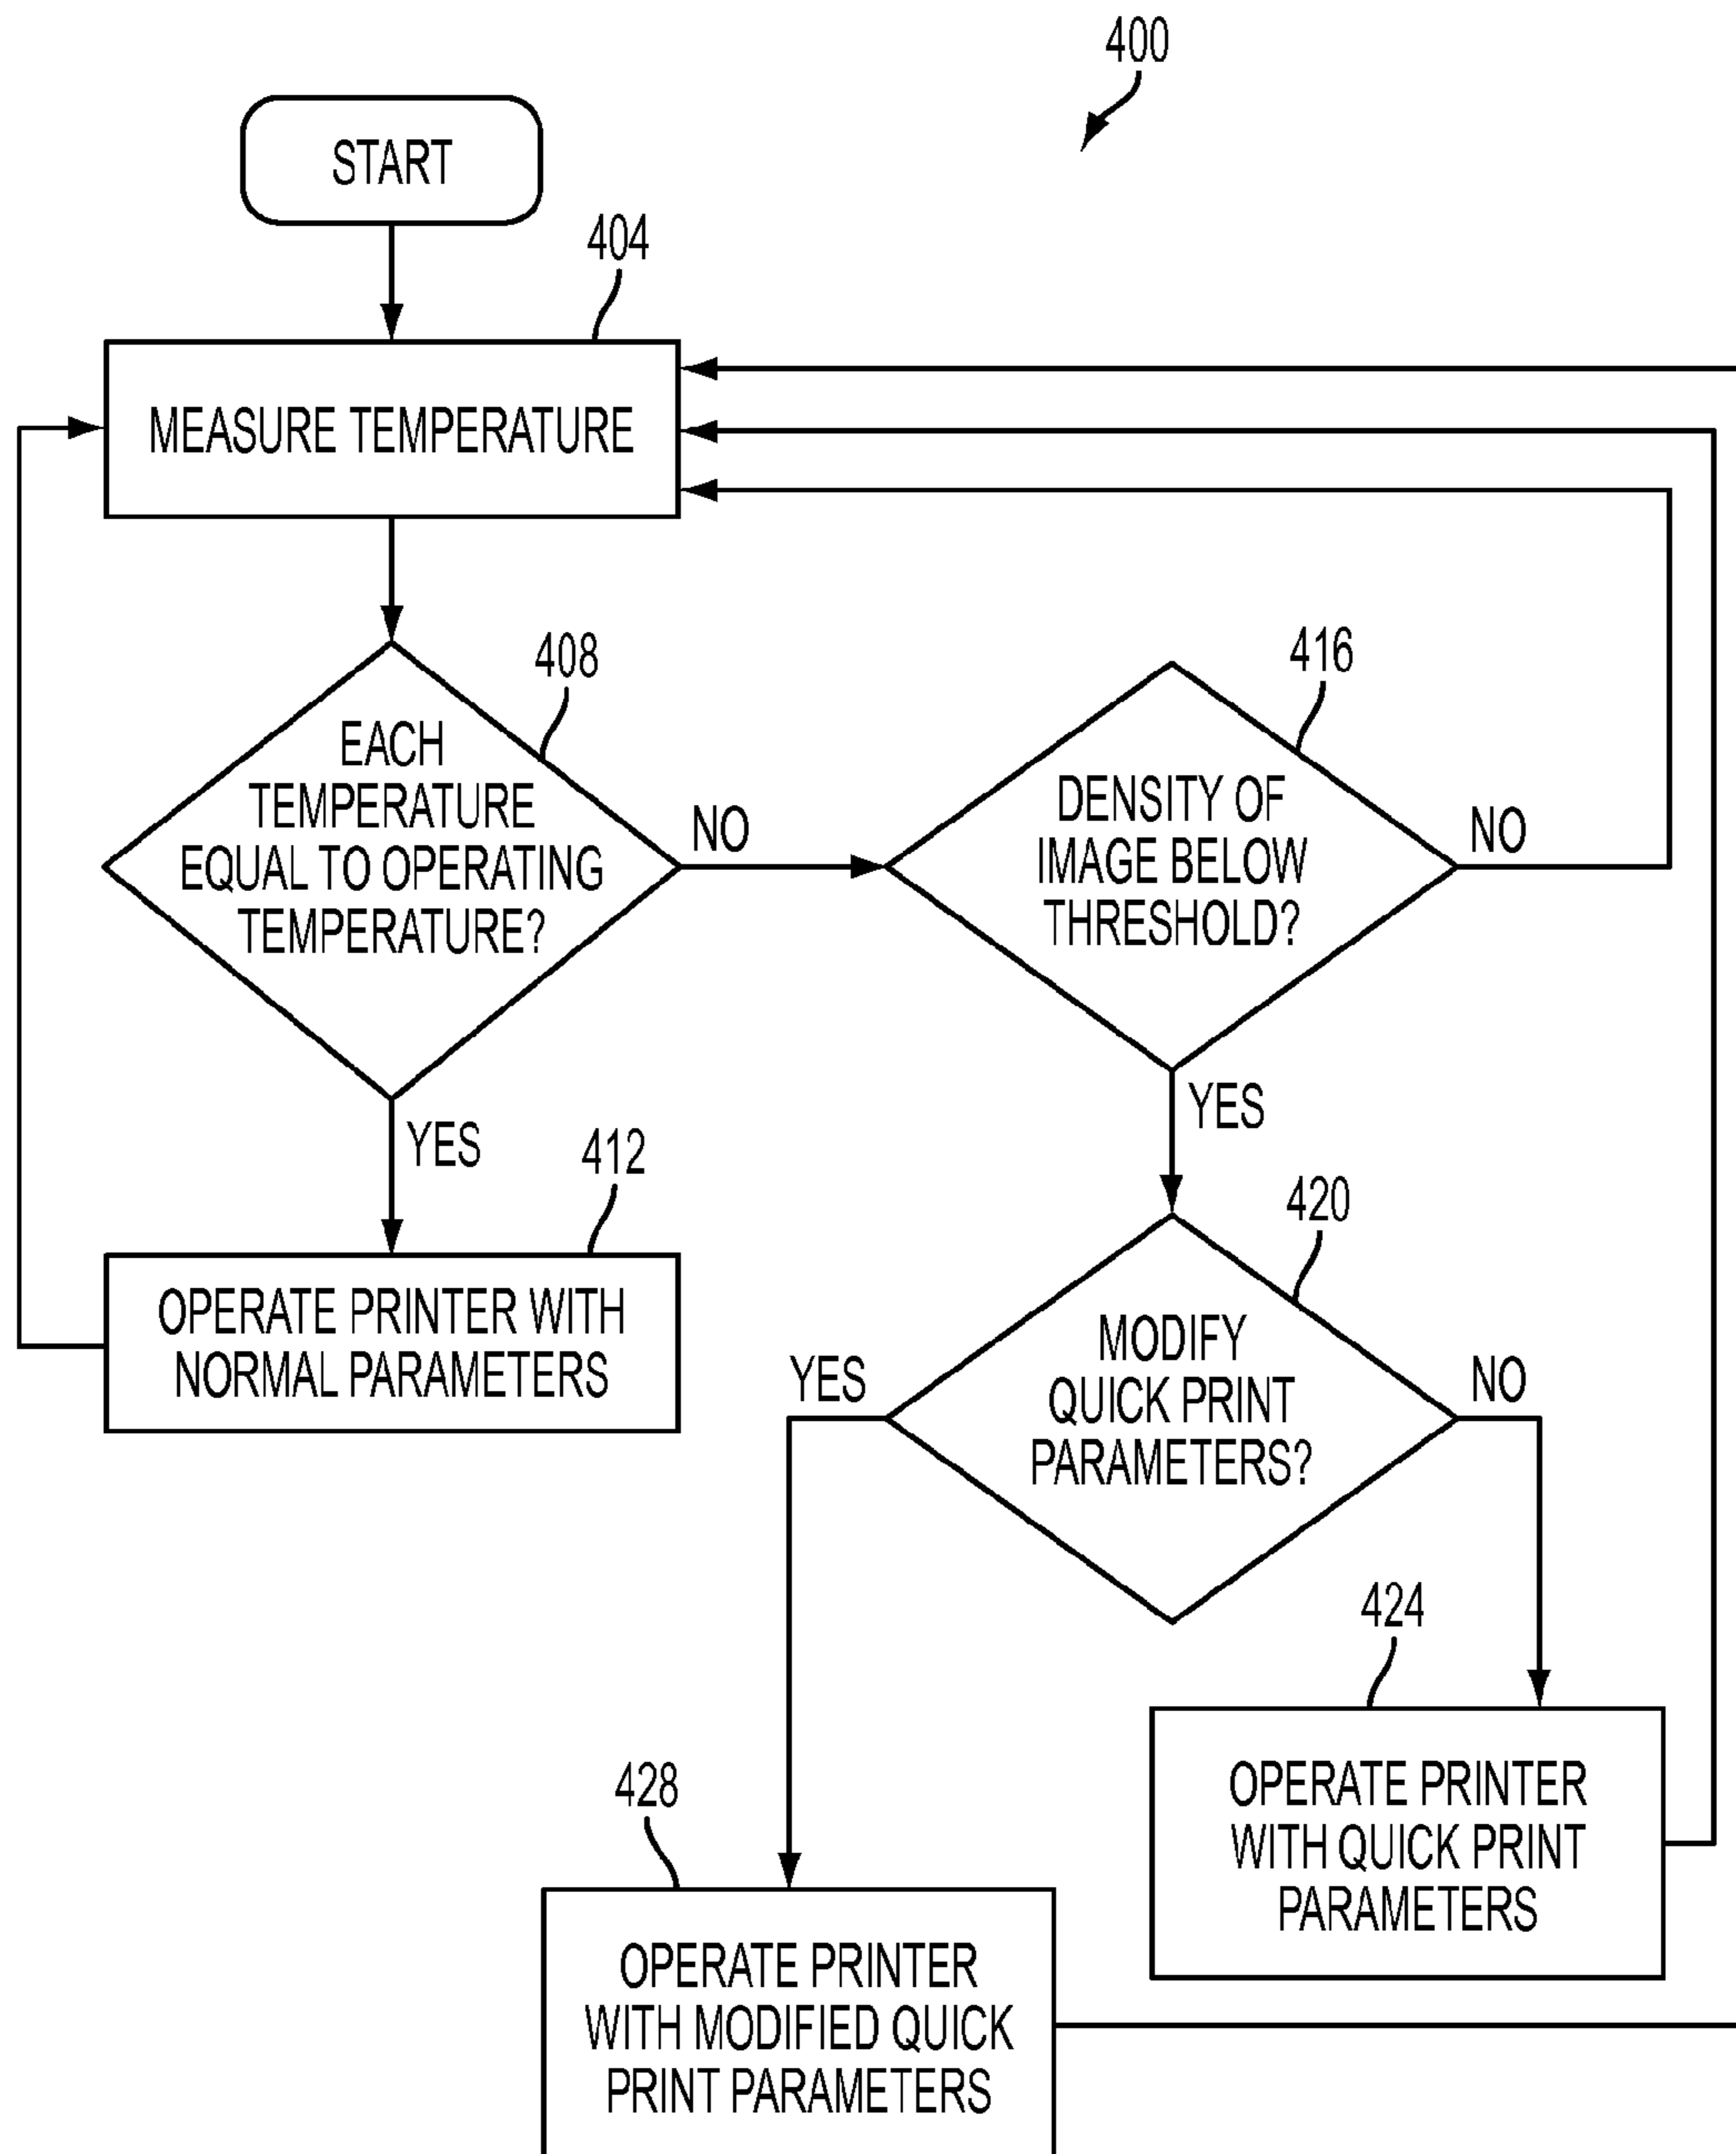 400
START
404
MEASURE TEMPERATURE
408
EACH
TEMPERATURE
EQUAL TO OPERATING
TEMPERATURE?
NO
416
DENSITY OF
IMAGE BELOW
THRESHOLD?
NO
YES
YES
412
OPERATE PRINTER WITH
NORMAL PARAMETERS
420
MODIFY
QUICK PRINT
PARAMETERS?
YES
NO
424
OPERATE PRINTER
WITH QUICK PRINT
PARAMETERS
428
OPERATE PRINTER
WITH MODIFIED QUICK
PRINT PARAMETERS